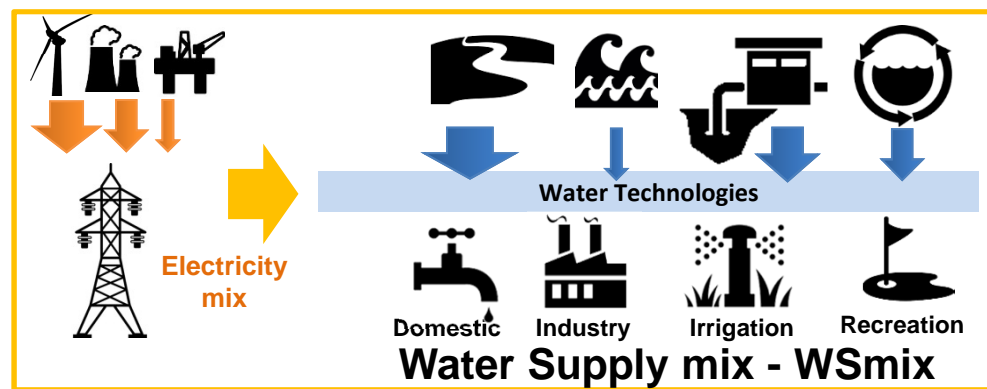 Water Technologies
Electricity
mix
Domestic
Industry
Irrigation
Recreation
Water Supply mix - WSmix